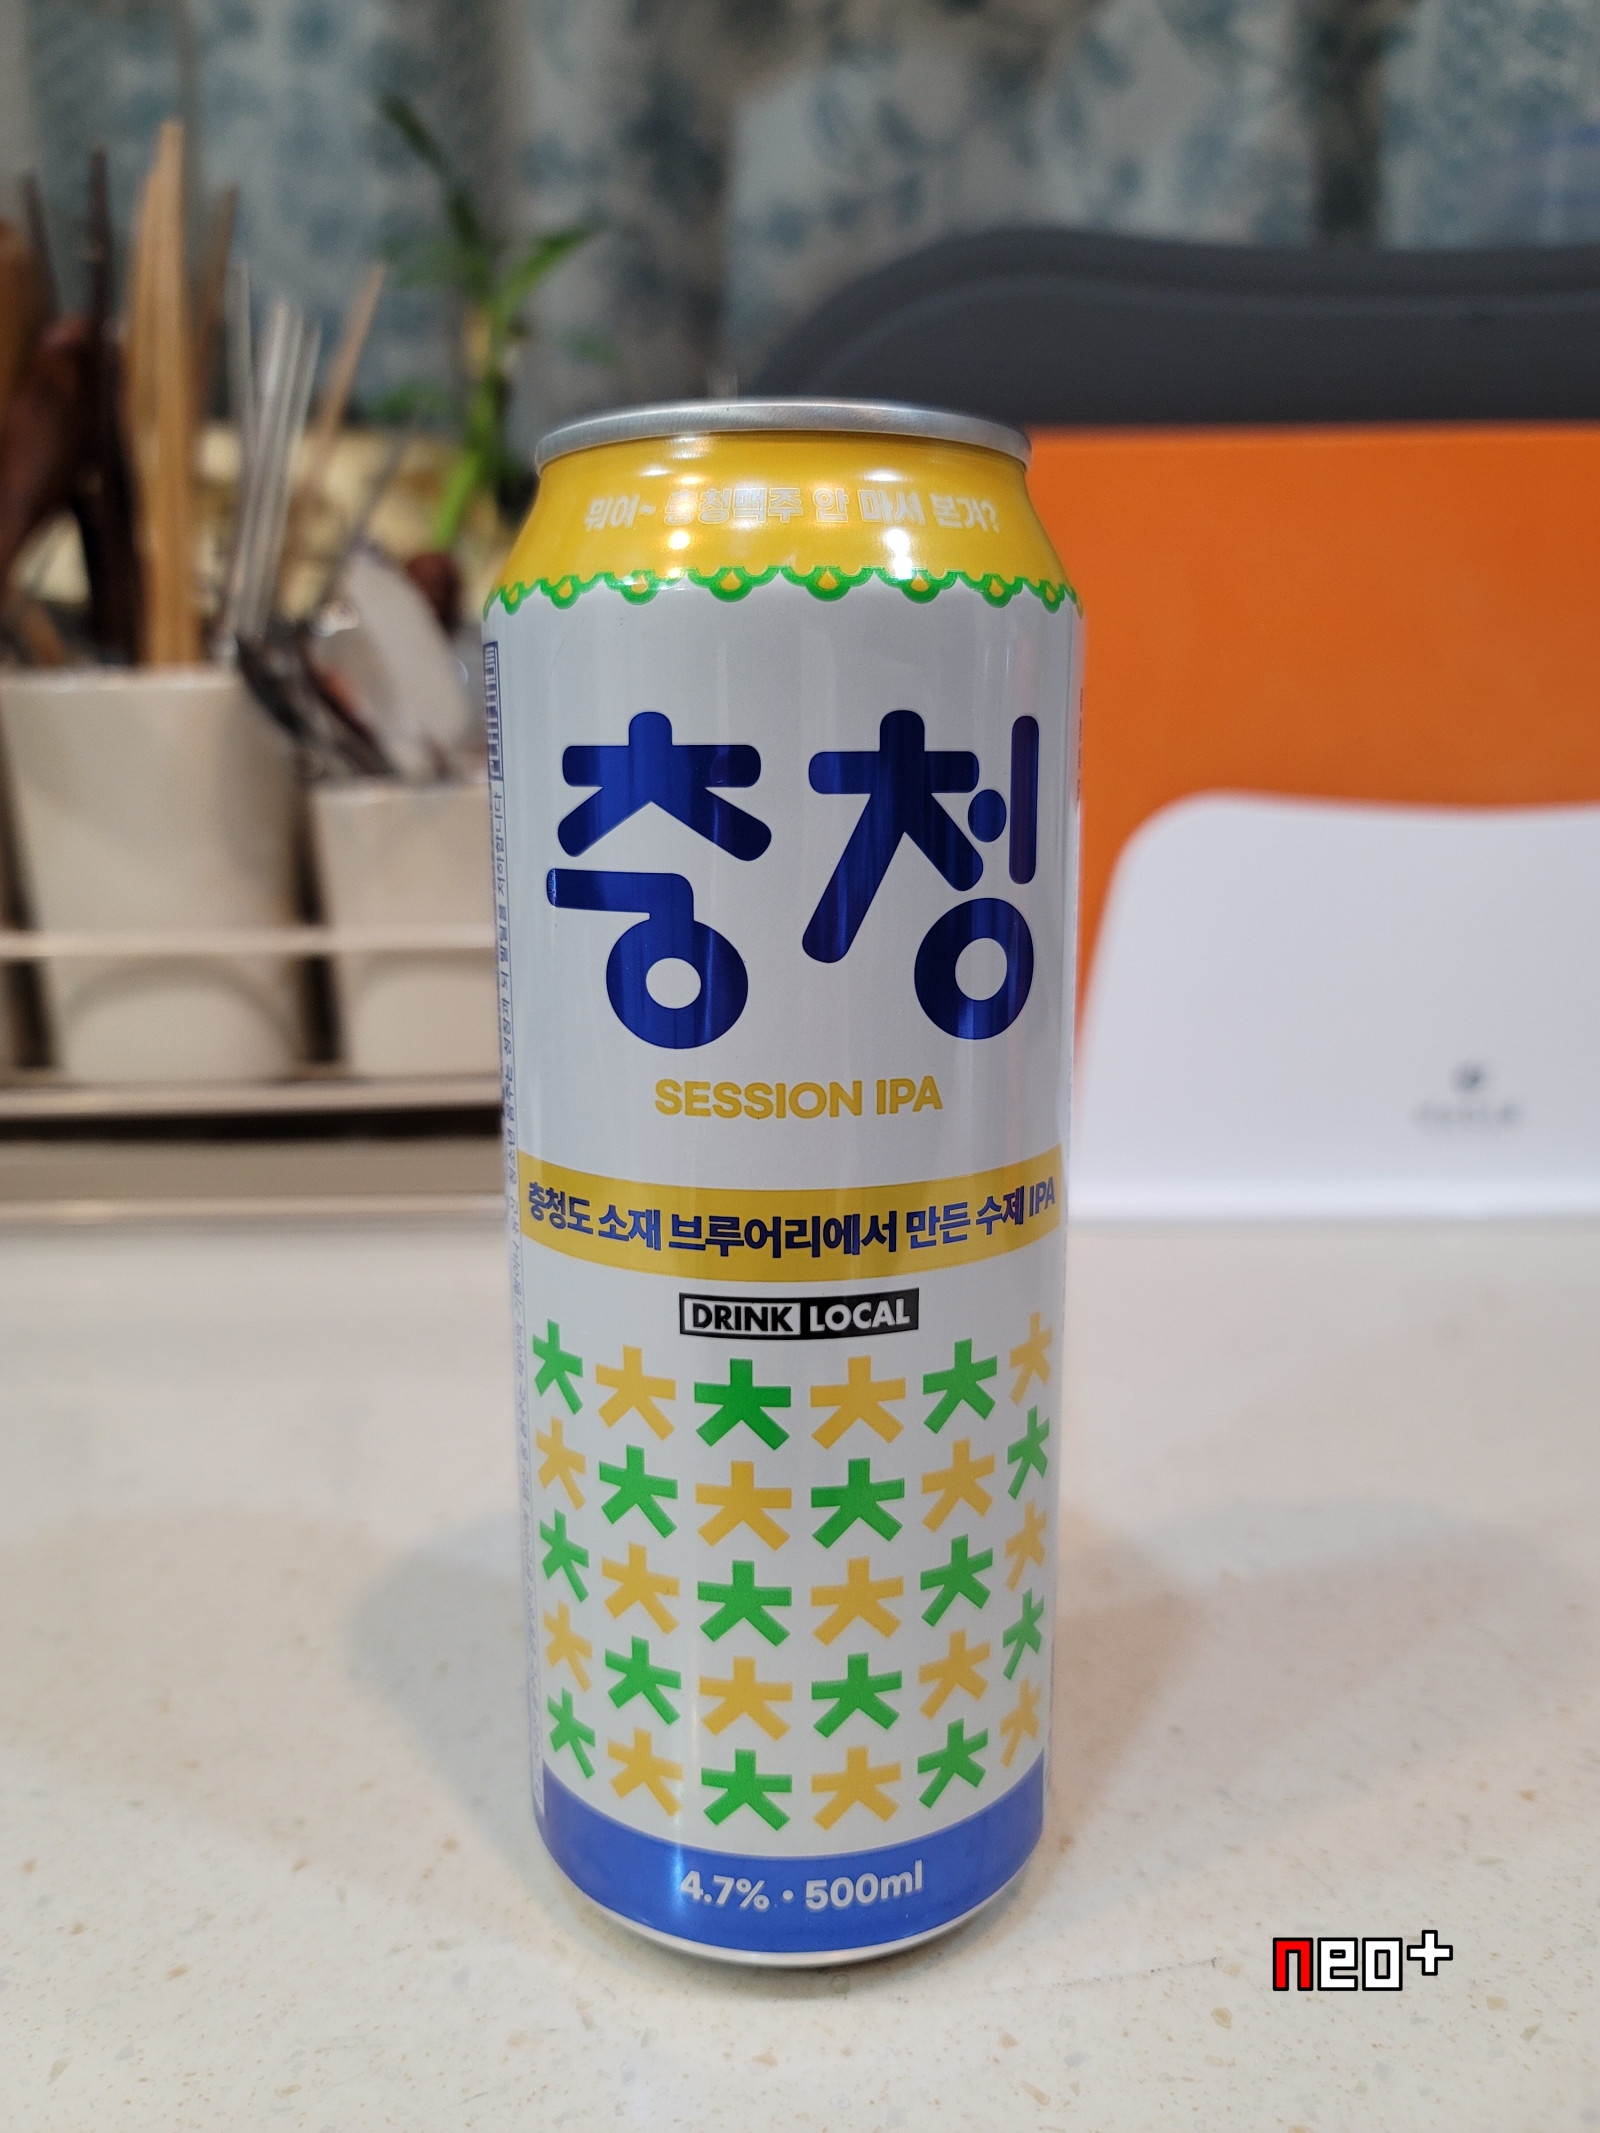 뭐여~ 충청맥주 안 마셔 본겨?
충청
SESSION IPA
충청도 소재 브루어리에서 만든 수제 IPA
DRINK LOCAL
4.7% • 500ml
neo+